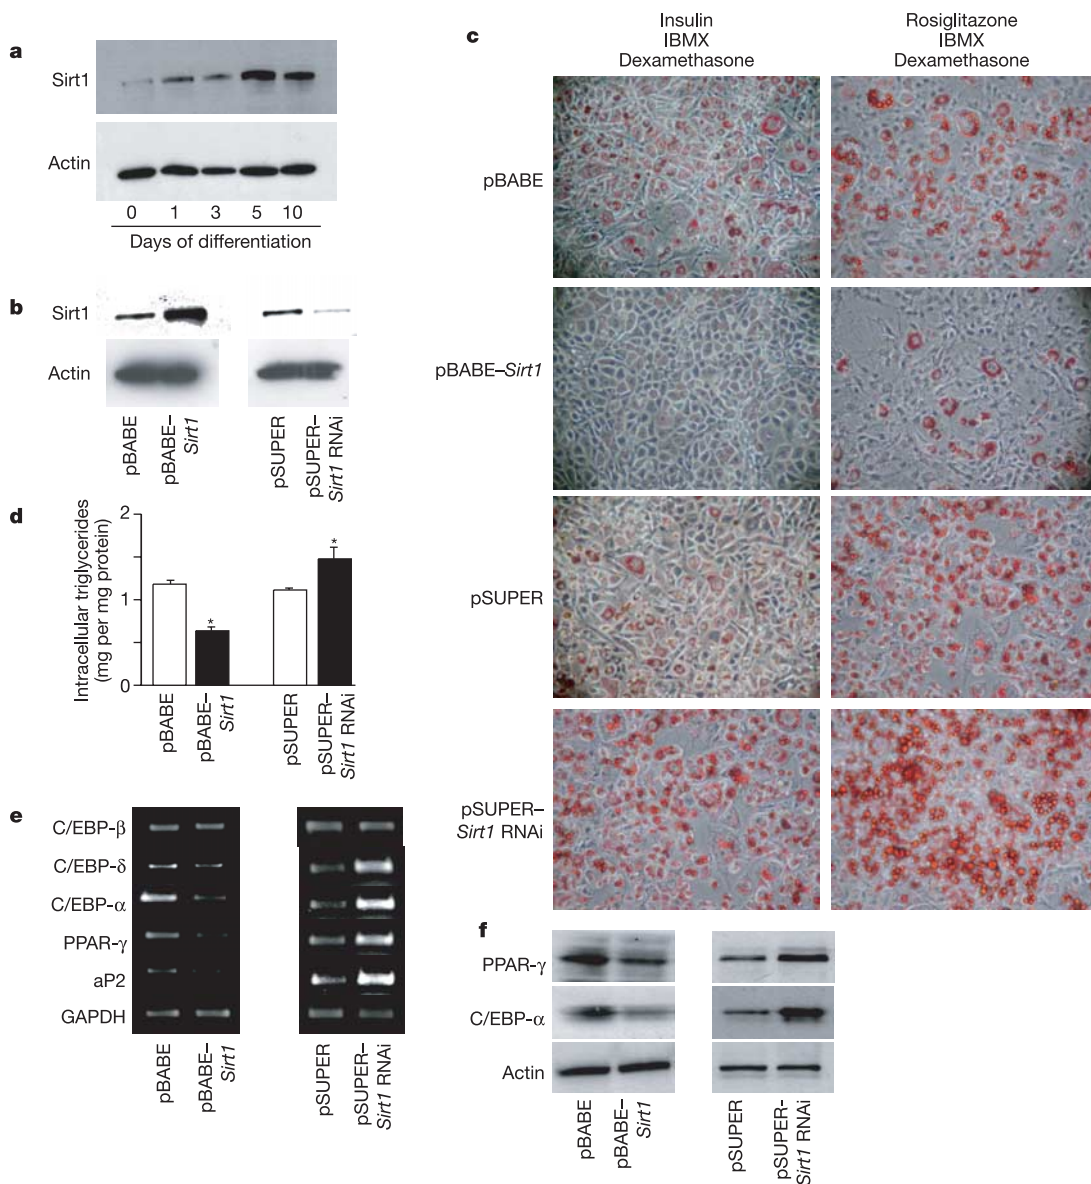 a
Sirt1
Actin
0 1 3 5 10
Days of differentiation
b
Sirt1
Actin
pBABE
pBABE–
Sirt1
pSUPER
pSUPER–
Sirt1 RNAi
c
Insulin
IBMX
Dexamethasone
Rosiglitazone
IBMX
Dexamethasone
pBABE
pBABE–Sirt1
pSUPER
pSUPER–
Sirt1 RNAi
d
Intracellular triglycerides
(mg per mg protein)
2
1
0
*
*
pBABE
pBABE–
Sirt1
pSUPER
pSUPER–
Sirt1 RNAi
e
C/EBP-β
C/EBP-δ
C/EBP-α
PPAR-γ
aP2
GAPDH
pBABE
pBABE–
Sirt1
pSUPER
pSUPER–
Sirt1 RNAi
f
PPAR-γ
C/EBP-α
Actin
pBABE
pBABE–
Sirt1
pSUPER
pSUPER-
Sirt1 RNAi